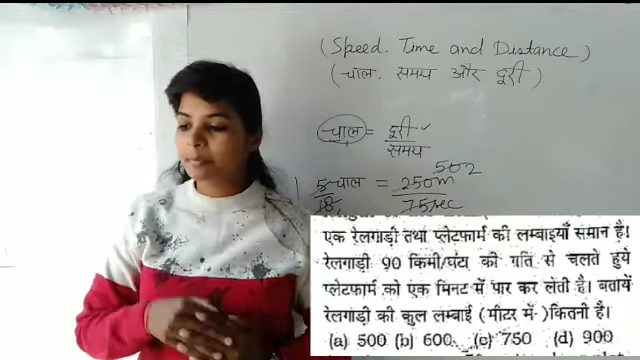 (Speed. Time and Distance)
(चाल. समय और दूरी)
चाल = दूरी
समय
502
5 चाल = 250m
18 75sec
एक रेलगाड़ी तथा प्लेटफार्म की लम्बाइयाँ समान है।
रेलगाड़ी 90 किमी/घंटा की गति से चलते हुये
प्लेटफार्म को एक मिनट में पार कर लेती है। बतायें
रेलगाड़ी की कुल लम्बाई (मीटर में )कितनी है।
(a) 500 (b) 600 (c) 750 (d) 900